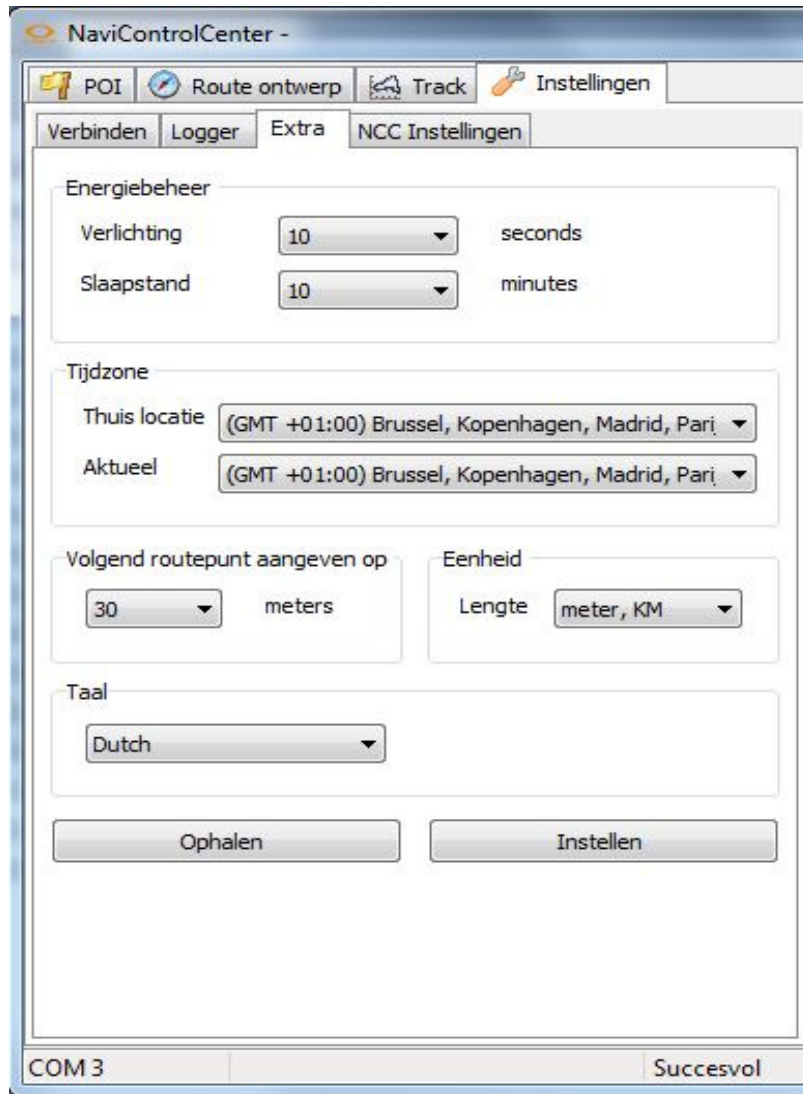 NaviControlCenter -
POI Route ontwerp Track Instellingen
Verbinden Logger Extra NCC Instellingen
Energiebeheer
Verlichting 10 seconds
Slaapstand 10 minutes
Tijdzone
Thuis locatie (GMT +01:00) Brussel, Kopenhagen, Madrid, Parij
Aktueel (GMT +01:00) Brussel, Kopenhagen, Madrid, Parij
Volgend routepunt aangeven op Eenheid
30 meters Lengte meter, KM
Taal
Dutch
Ophalen Instellen
COM 3 Succesvol